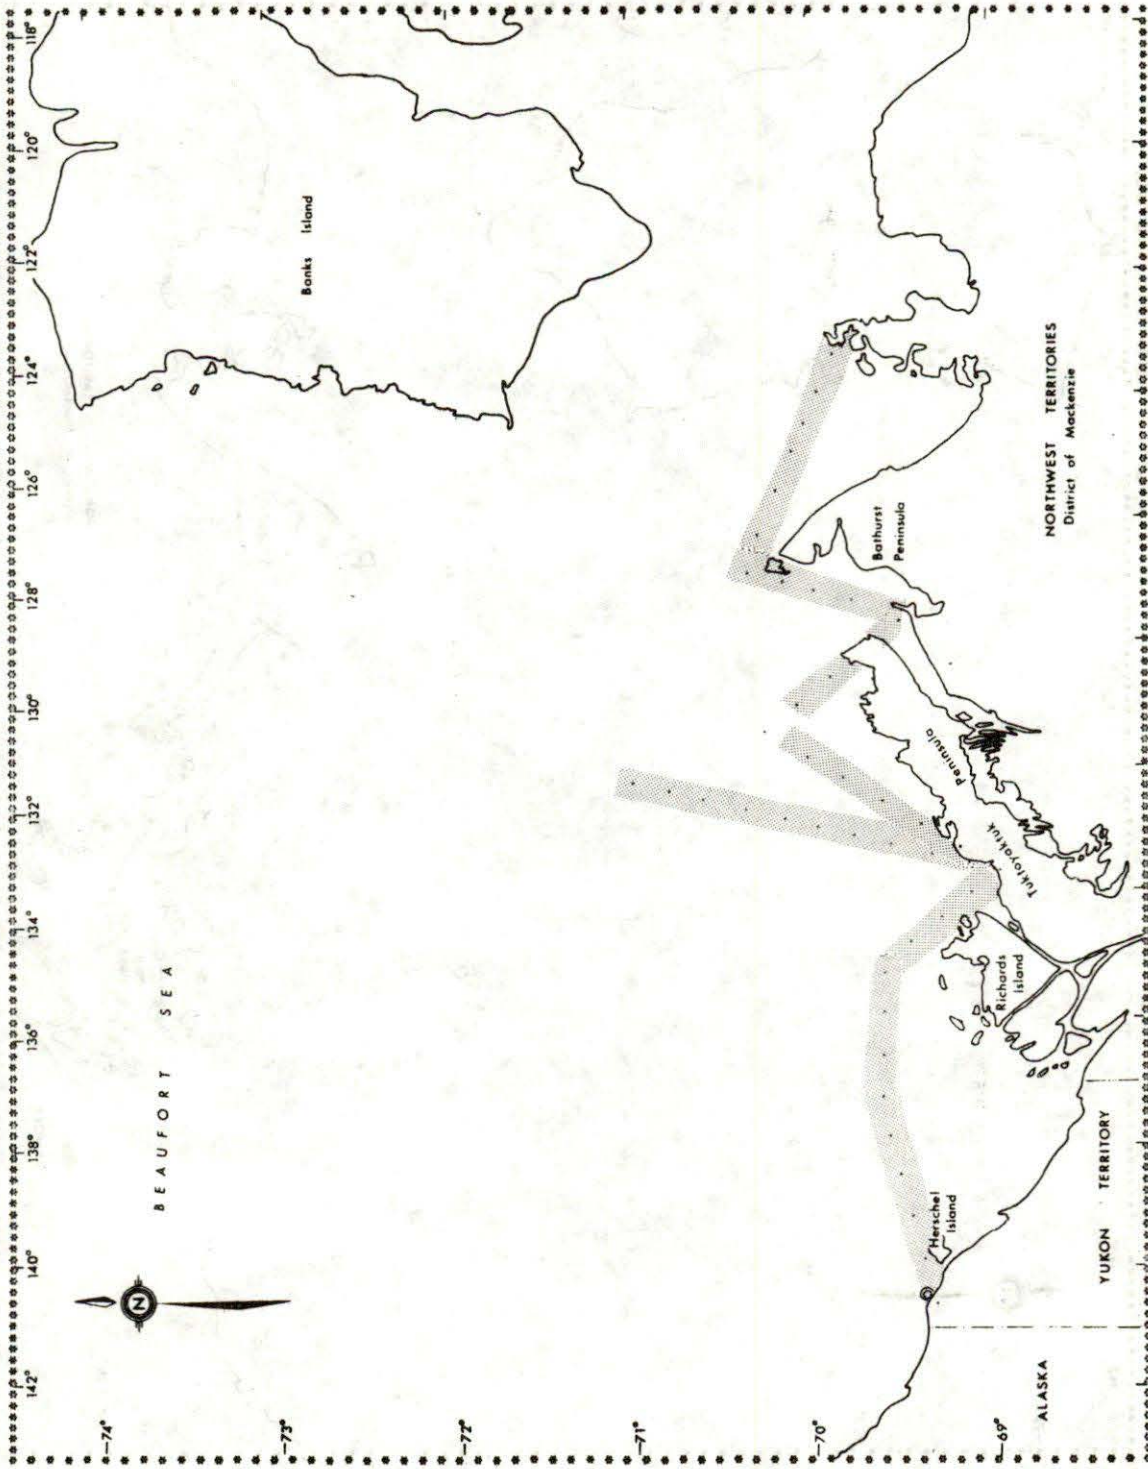 142°
140°
138°
136°
134°
132°
130°
128°
126°
124°
122°
120°
118°
74°
73°
72°
71°
70°
69°
N
BEAUFORT SEA
Banks Island
Herschel
Island
Richards
Island
Tuktoyaktuk Peninsula
Bathurst
Peninsula
ALASKA
YUKON TERRITORY
NORTHWEST TERRITORIES
District of Mackenzie